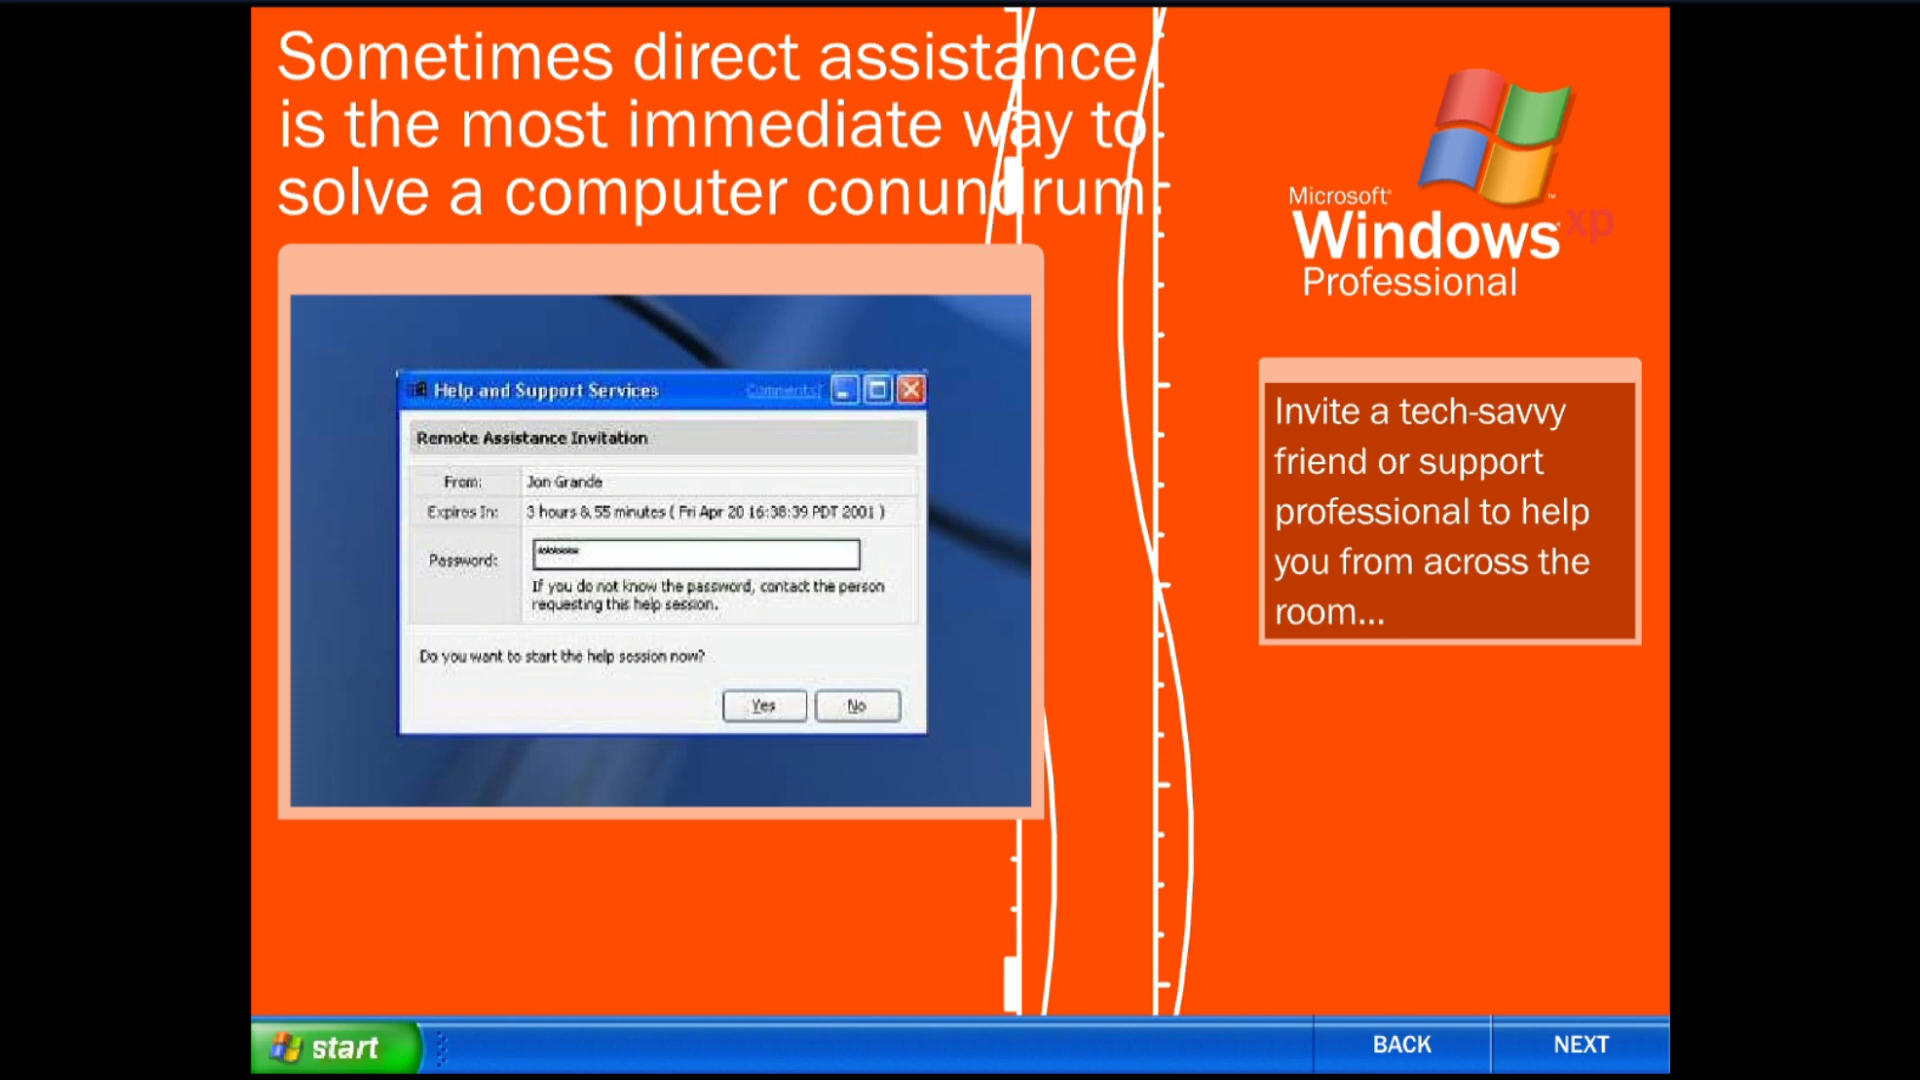 Sometimes direct assistance
is the most immediate way to
solve a computer conundrum.
Microsoft®
Windows xp
Professional
Help and Support Services
Comments?
Remote Assistance Invitation
From: Jon Grande
Expires In: 3 hours & 55 minutes ( Fri Apr 20 16:38:39 PDT 2001 )
Password: *******
If you do not know the password, contact the person
requesting this help session.
Do you want to start the help session now?
Yes No
Invite a tech-savvy
friend or support
professional to help
you from across the
room...
start
BACK NEXT